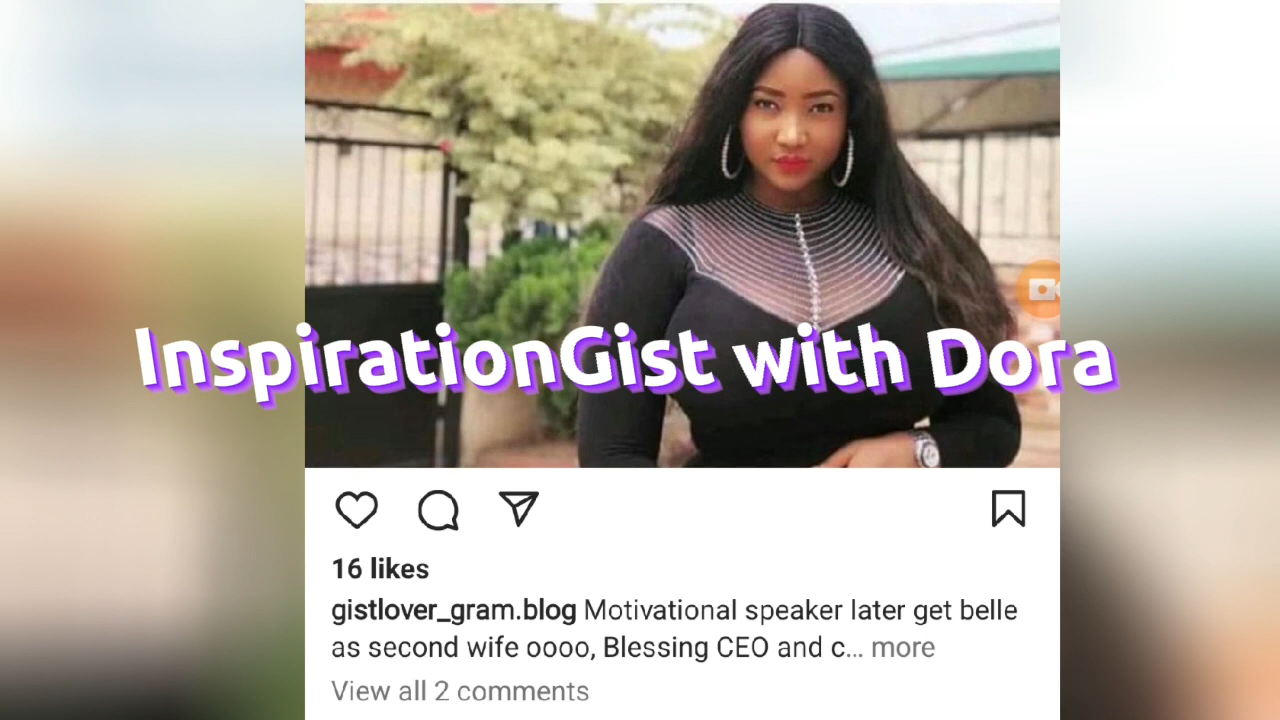 InspirationGist with Dora
16 likes
gistlover_gram.blog Motivational speaker later get belle
as second wife oooo, Blessing CEO and c... more
View all 2 comments